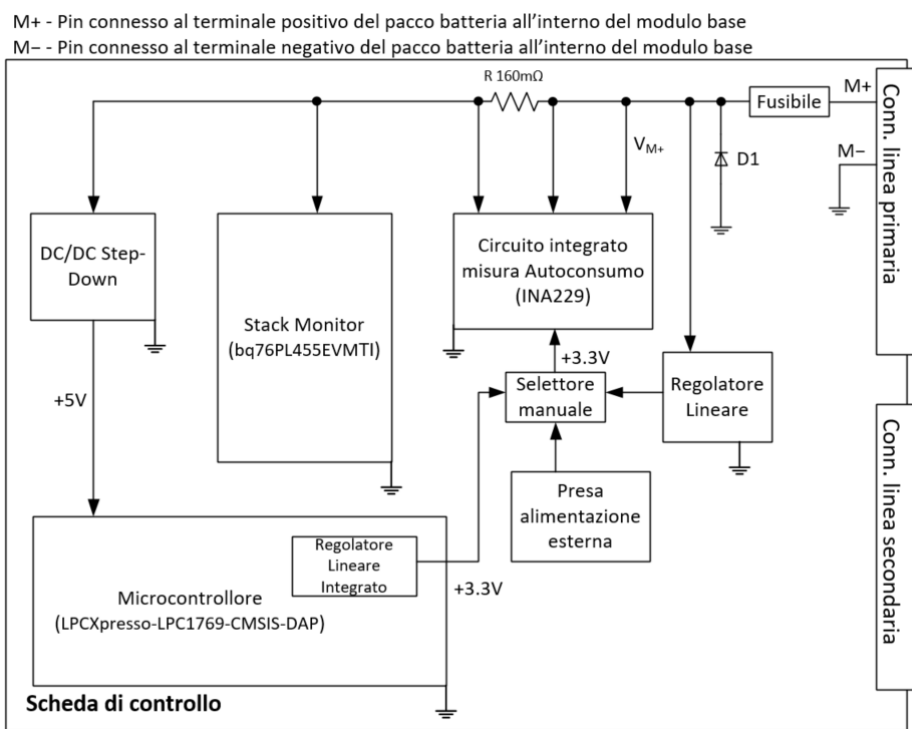 M+ - Pin connesso al terminale positivo del pacco batteria all’interno del modulo base
M− - Pin connesso al terminale negativo del pacco batteria all’interno del modulo base
R 160mΩ
M+
Fusibile
Conn. linea primaria
M−
V_M+
D1
DC/DC Step-
Down
Stack Monitor
(bq76PL455EVMTI)
Circuito integrato
misura Autoconsumo
(INA229)
+3.3V
+5V
Selettore
manuale
Regolatore
Lineare
Conn. linea secondaria
Presa
alimentazione
esterna
Regolatore
Lineare
Integrato
+3.3V
Microcontrollore
(LPCXpresso-LPC1769-CMSIS-DAP)
Scheda di controllo